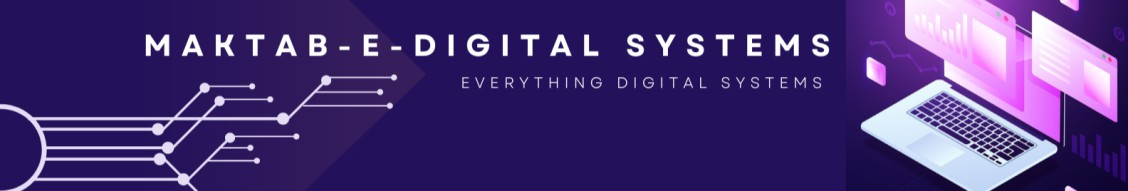 MAKTAB-E-DIGITAL SYSTEMS
EVERYTHING DIGITAL SYSTEMS